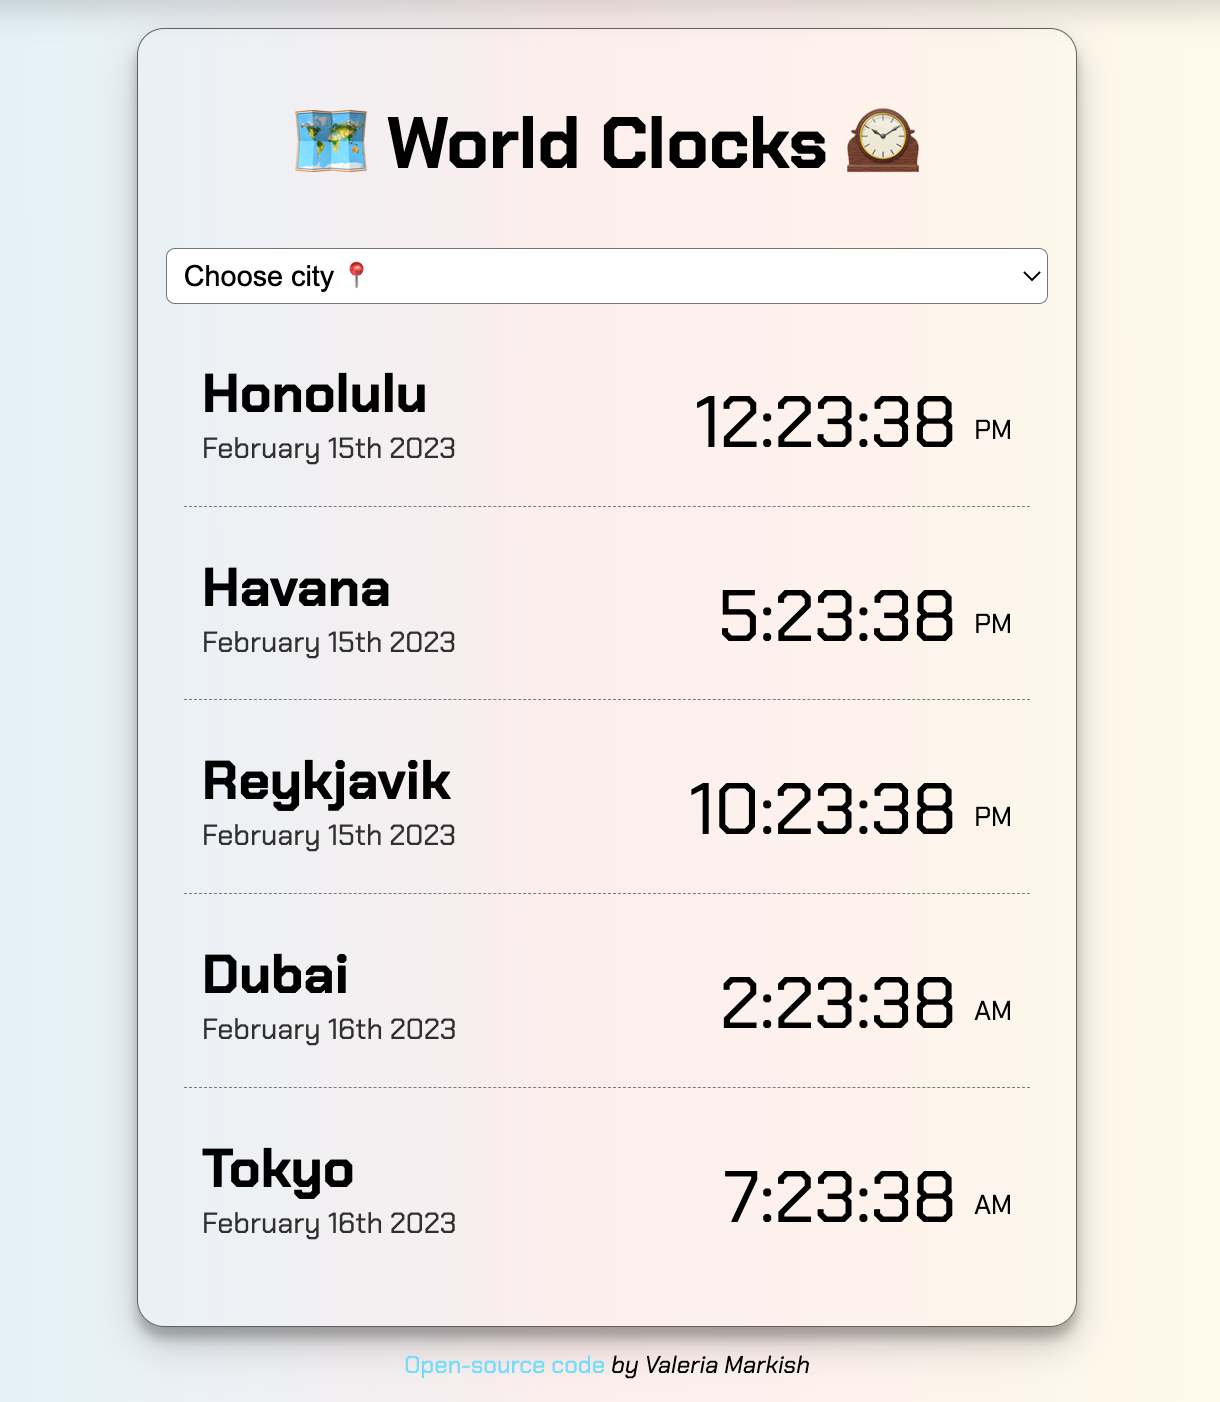 World Clocks
Choose city
Honolulu
February 15th 2023
12:23:38 PM
Havana
February 15th 2023
5:23:38 PM
Reykjavik
February 15th 2023
10:23:38 PM
Dubai
February 16th 2023
2:23:38 AM
Tokyo
February 16th 2023
7:23:38 AM
Open-source code by Valeria Markish